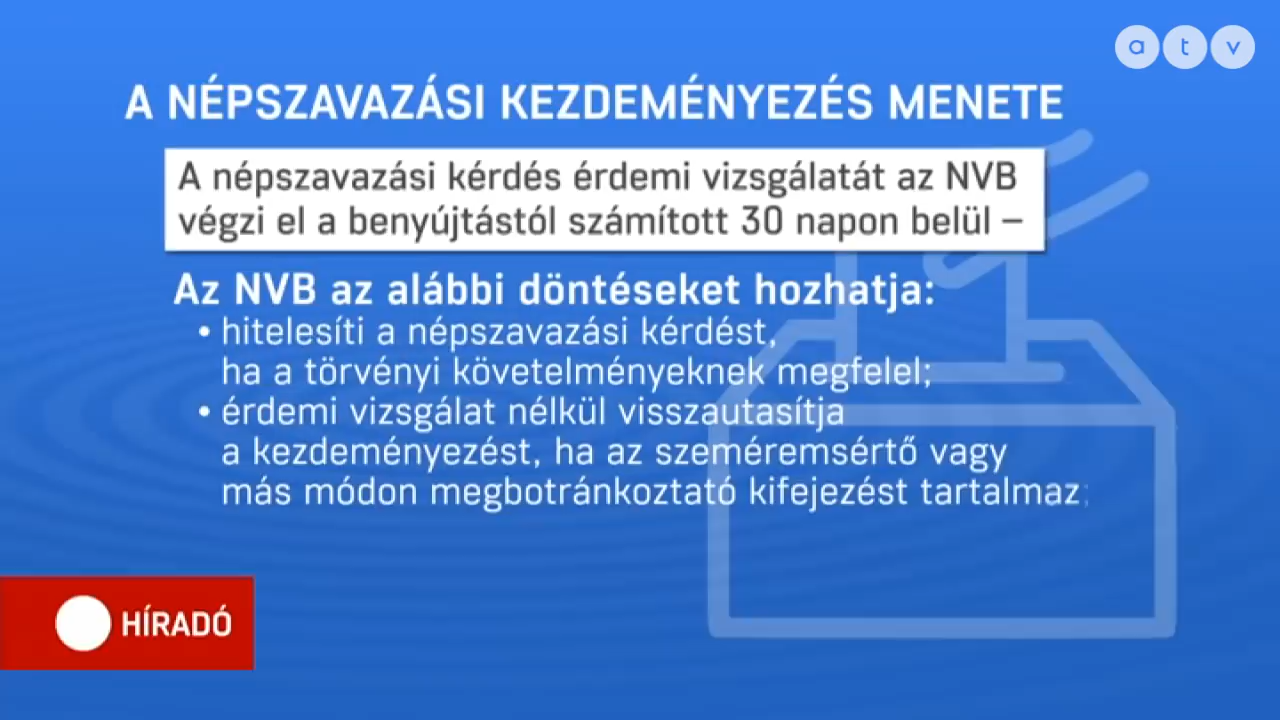 a t v
A NÉPSZAVAZÁSI KEZDEMÉNYEZÉS MENETE
A népszavazási kérdés érdemi vizsgálatát az NVB
végzi el a benyújtástól számított 30 napon belül –
Az NVB az alábbi döntéseket hozhatja:
• hitelesíti a népszavazási kérdést,
ha a törvényi követelményeknek megfelel;
• érdemi vizsgálat nélkül visszautasítja
a kezdeményezést, ha az szeméremsértő vagy
más módon megbotránkoztató kifejezést tartalmaz;
HÍRADÓ